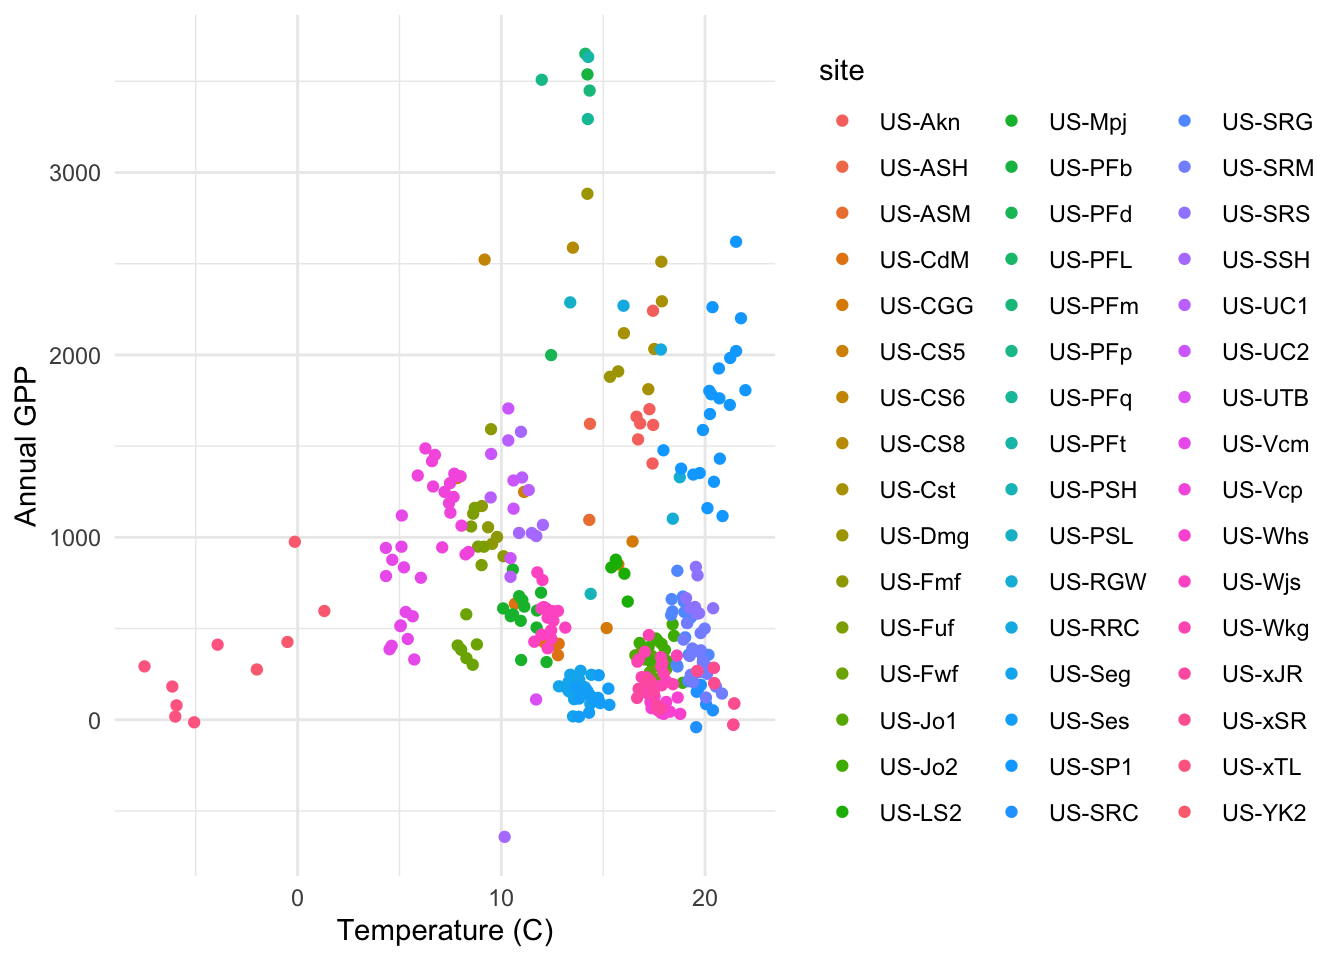 site
US-Akn US-Mpj US-SRG
US-ASH US-PFb US-SRM
US-ASM US-PFd US-SRS
US-CdM US-PFL US-SSH
US-CGG US-PFm US-UC1
US-CS5 US-PFp US-UC2
US-CS6 US-PFq US-UTB
US-CS8 US-PFt US-Vcm
US-Cst US-PSH US-Vcp
US-Dmg US-PSL US-Whs
US-Fmf US-RGW US-Wjs
US-Fuf US-RRC US-Wkg
US-Fwf US-Seg US-xJR
US-Jo1 US-Ses US-xSR
US-Jo2 US-SP1 US-xTL
US-LS2 US-SRC US-YK2
Annual GPP
3000
2000
1000
0
0 10 20
Temperature (C)